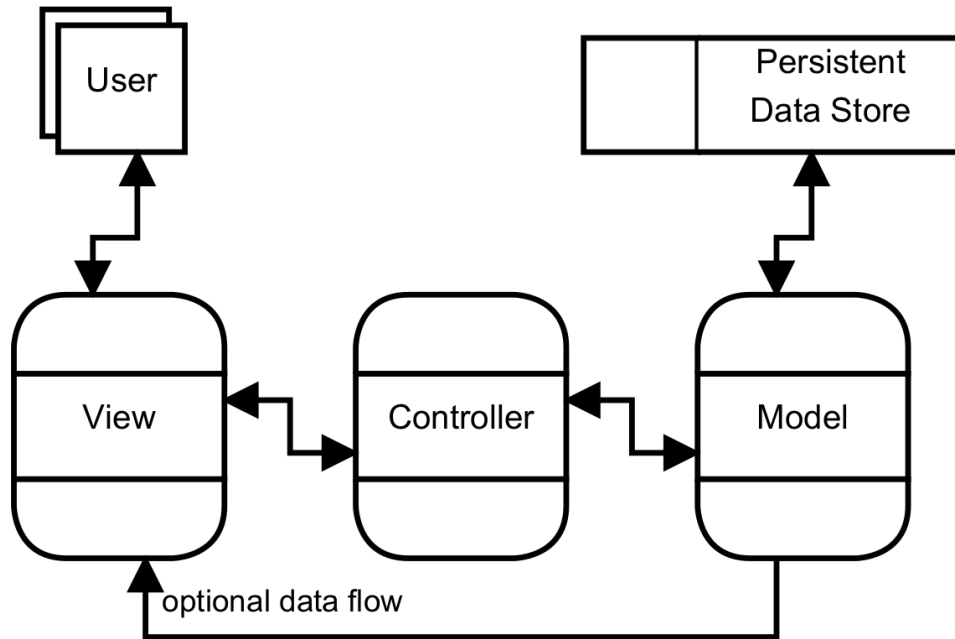 User
Persistent
Data Store
View
Controller
Model
optional data flow